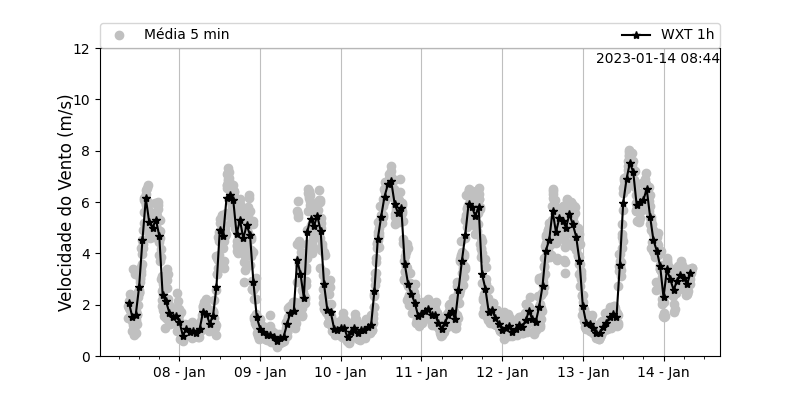 Média 5 min
WXT 1h
2023-01-14 08:44
Velocidade do Vento (m/s)
12
10
8
6
4
2
0
08 - Jan
09 - Jan
10 - Jan
11 - Jan
12 - Jan
13 - Jan
14 - Jan